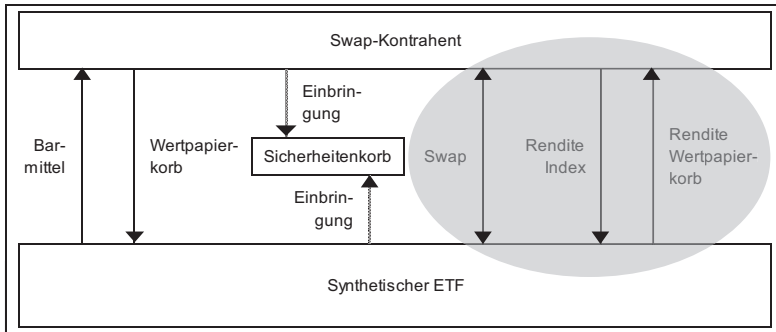 Swap-Kontrahent
Einbrin-
gung
Bar-
mittel
Wertpapier-
korb
Sicherheitenkorb
Swap
Rendite
Index
Rendite
Wertpapier-
korb
Einbrin-
gung
Synthetischer ETF